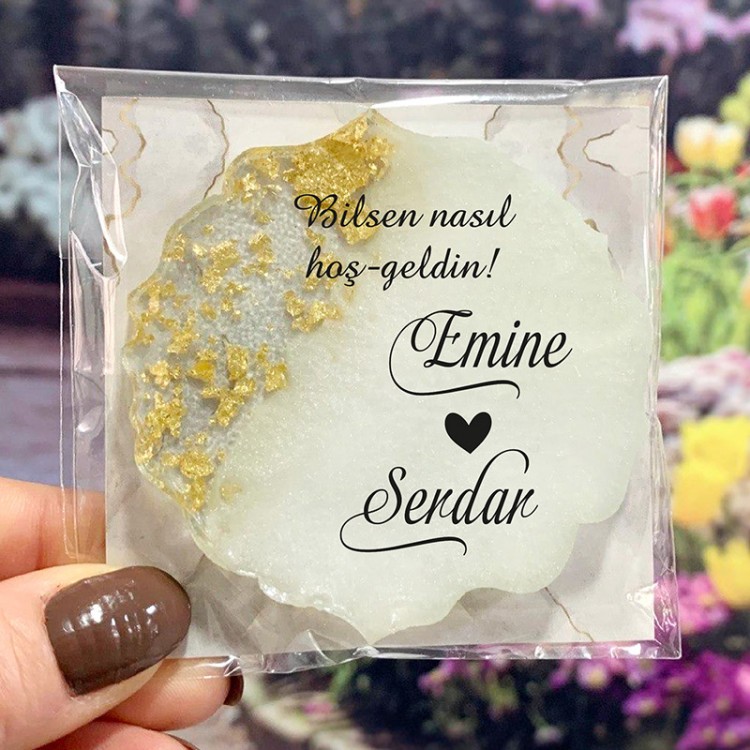 Bilsen nasıl
hoş-geldin!
Emine
Serdar